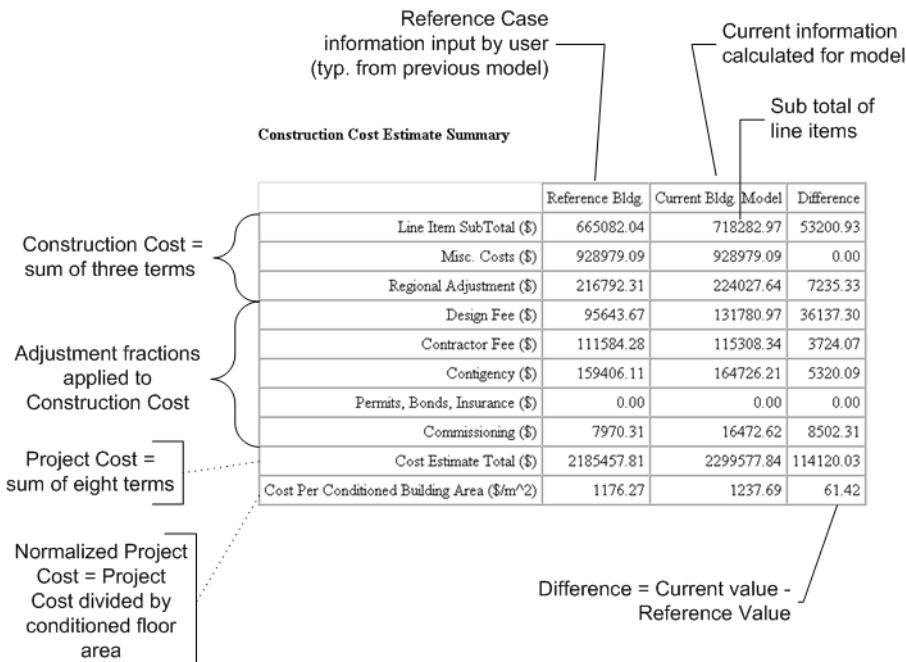 Reference Case
information input by user
(typ. from previous model)
Current information
calculated for model
Sub total of
line items
Construction Cost Estimate Summary
Reference Bldg. Current Bldg. Model Difference
Line Item SubTotal ($) 665082.04 718282.97 53200.93
Misc. Costs ($) 928979.09 928979.09 0.00
Regional Adjustment ($) 216792.31 224027.64 7235.33
Design Fee ($) 95643.67 131780.97 36137.30
Contractor Fee ($) 111584.28 115308.34 3724.07
Contigency ($) 159406.11 164726.21 5320.09
Permits, Bonds, Insurance ($) 0.00 0.00 0.00
Commissioning ($) 7970.31 16472.62 8502.31
Cost Estimate Total ($) 2185457.81 2299577.84 114120.03
Cost Per Conditioned Building Area ($/m^2) 1176.27 1237.69 61.42
Construction Cost =
sum of three terms
Adjustment fractions
applied to
Construction Cost
Project Cost =
sum of eight terms
Normalized Project
Cost = Project
Cost divided by
conditioned floor
area
Difference = Current value -
Reference Value